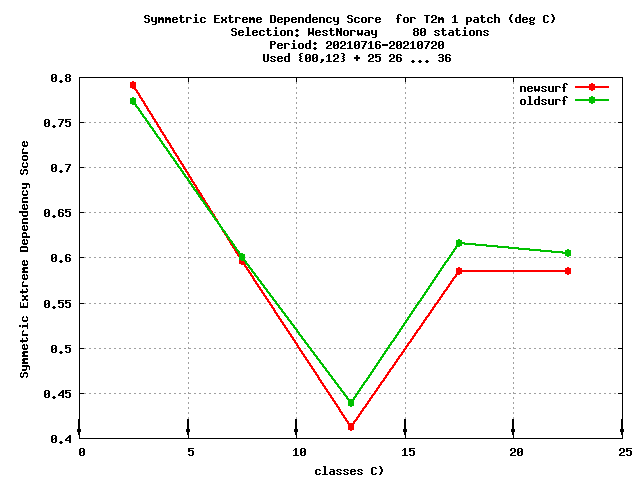 Symmetric Extreme Dependency Score  for T2m 1 patch (deg C)
Selection: WestNorway     80 stations
Period: 20210716-20210720
Used {00,12} + 25 26 ... 36
newsurf
oldsurf
Symmetric Extreme Dependency Score
0.8
0.75
0.7
0.65
0.6
0.55
0.5
0.45
0.4
0 5 10 15 20 25
classes C)